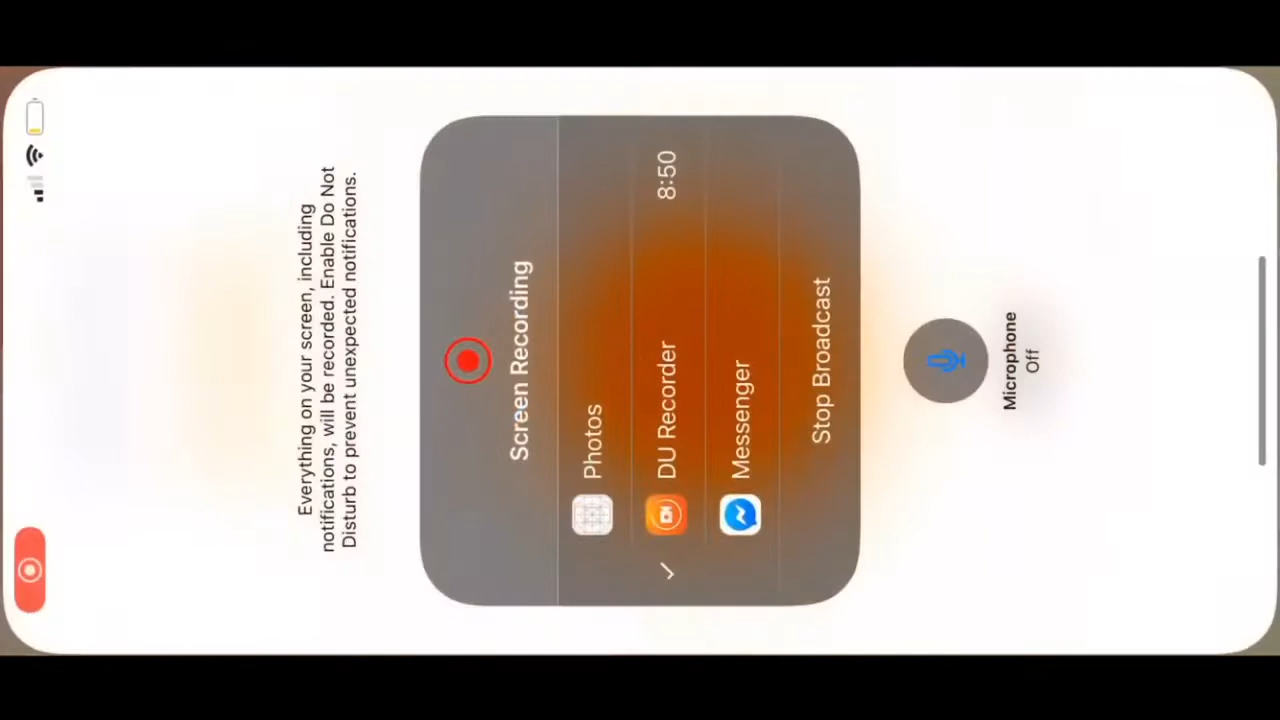 Everything on your screen, including
notifications, will be recorded. Enable Do Not
Disturb to prevent unexpected notifications.
Screen Recording
Photos
DU Recorder 8:50
Messenger
Stop Broadcast
Microphone
Off